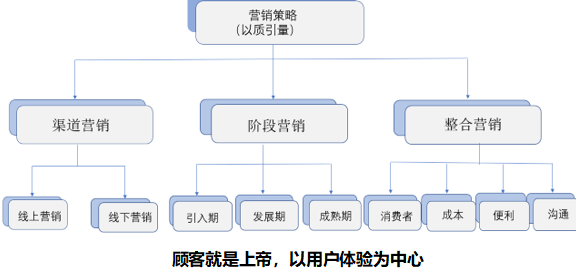 营销策略
（以质引量）
渠道营销
阶段营销
整合营销
线上营销
线下营销
引入期
发展期
成熟期
消费者
成本
便利
沟通
顾客就是上帝，以用户体验为中心